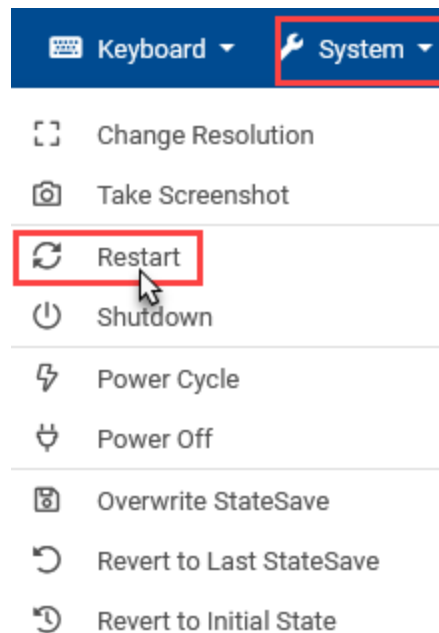 Keyboard System
Change Resolution
Take Screenshot
Restart
Shutdown
Power Cycle
Power Off
Overwrite StateSave
Revert to Last StateSave
Revert to Initial State